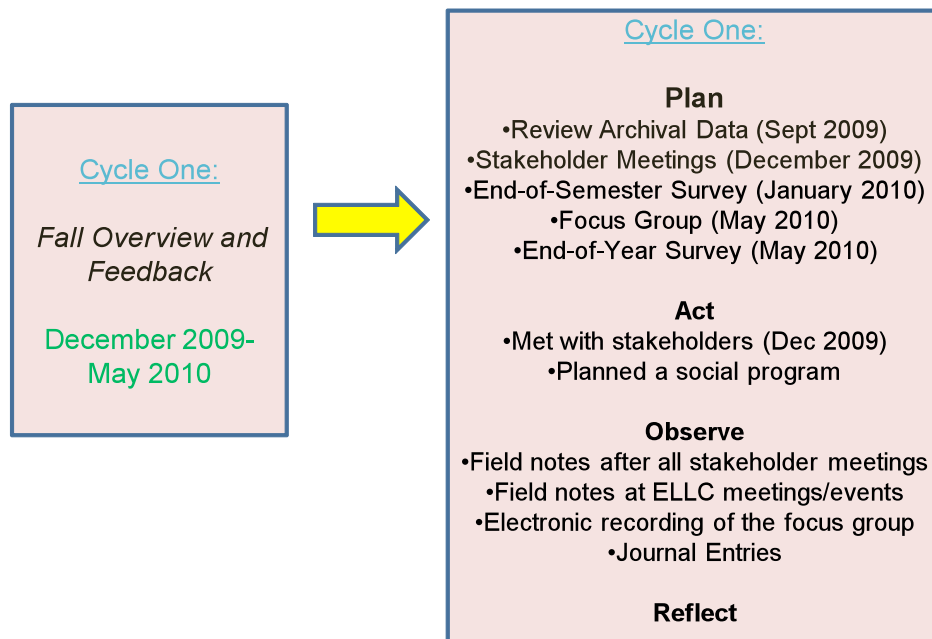 Cycle One:
Fall Overview and
Feedback
December 2009-
May 2010
Cycle One:
Plan
•Review Archival Data (Sept 2009)
•Stakeholder Meetings (December 2009)
•End-of-Semester Survey (January 2010)
•Focus Group (May 2010)
•End-of-Year Survey (May 2010)
Act
•Met with stakeholders (Dec 2009)
•Planned a social program
Observe
•Field notes after all stakeholder meetings
•Field notes at ELLC meetings/events
•Electronic recording of the focus group
•Journal Entries
Reflect